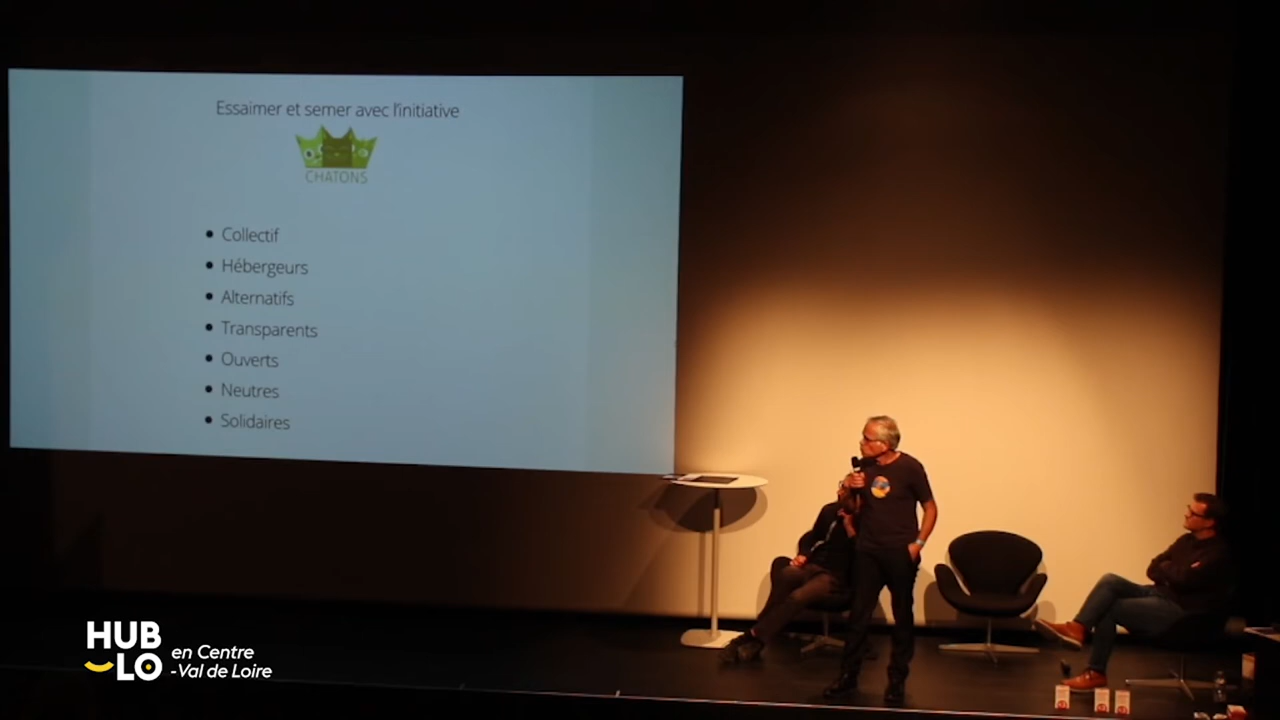 Essaimer et semer avec l'initiative
CHATONS
Collectif
Hébergeurs
Alternatifs
Transparents
Ouverts
Neutres
Solidaires
HUB
LO
en Centre
-Val de Loire